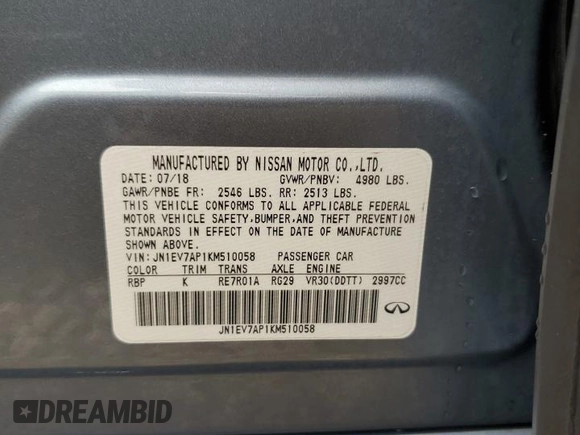 MANUFACTURED BY NISSAN MOTOR CO.,LTD.
DATE: 07/18 GVWR/PNBV: 4980 LBS.
GAWR/PNBE FR: 2546 LBS. RR: 2513 LBS.
THIS VEHICLE CONFORMS TO ALL APPLICABLE FEDERAL
MOTOR VEHICLE SAFETY,BUMPER,AND THEFT PREVENTION
STANDARDS IN EFFECT ON THE DATE OF MANUFACTURE
SHOWN ABOVE.
VIN: JN1EV7AP1KM510058 PASSENGER CAR
COLOR TRIM TRANS AXLE ENGINE
RBP K RE7R01A RG29 VR30(DDTT) 2997CC
JN1EV7AP1KM510058
DREAMBID